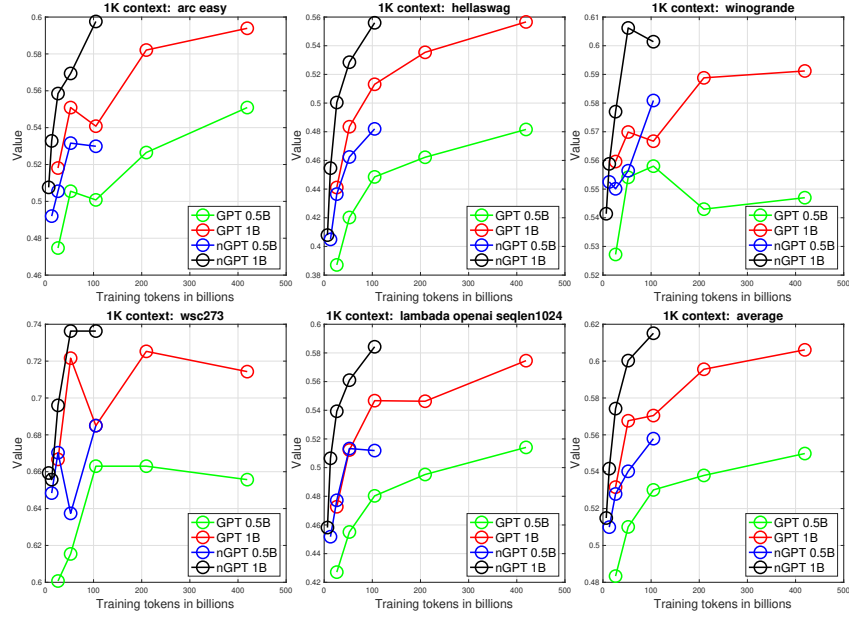 1K context: arc easy
0.6
0.58
0.56
0.54
0.52
0.5
0.48
0.46
Value
0 100 200 300 400 500
Training tokens in billions
GPT 0.5B
GPT 1B
nGPT 0.5B
nGPT 1B
1K context: hellaswag
0.56
0.54
0.52
0.5
0.48
0.46
0.44
0.42
0.4
0.38
Value
0 100 200 300 400 500
Training tokens in billions
GPT 0.5B
GPT 1B
nGPT 0.5B
nGPT 1B
1K context: winogrande
0.61
0.6
0.59
0.58
0.57
0.56
0.55
0.54
0.53
0.52
Value
0 100 200 300 400 500
Training tokens in billions
GPT 0.5B
GPT 1B
nGPT 0.5B
nGPT 1B
1K context: wsc273
0.74
0.72
0.7
0.68
0.66
0.64
0.62
0.6
Value
0 100 200 300 400 500
Training tokens in billions
GPT 0.5B
GPT 1B
nGPT 0.5B
nGPT 1B
1K context: lambada openai seqlen1024
0.6
0.58
0.56
0.54
0.52
0.5
0.48
0.46
0.44
0.42
Value
0 100 200 300 400 500
Training tokens in billions
GPT 0.5B
GPT 1B
nGPT 0.5B
nGPT 1B
1K context: average
0.62
0.6
0.58
0.56
0.54
0.52
0.5
0.48
Value
0 100 200 300 400 500
Training tokens in billions
GPT 0.5B
GPT 1B
nGPT 0.5B
nGPT 1B